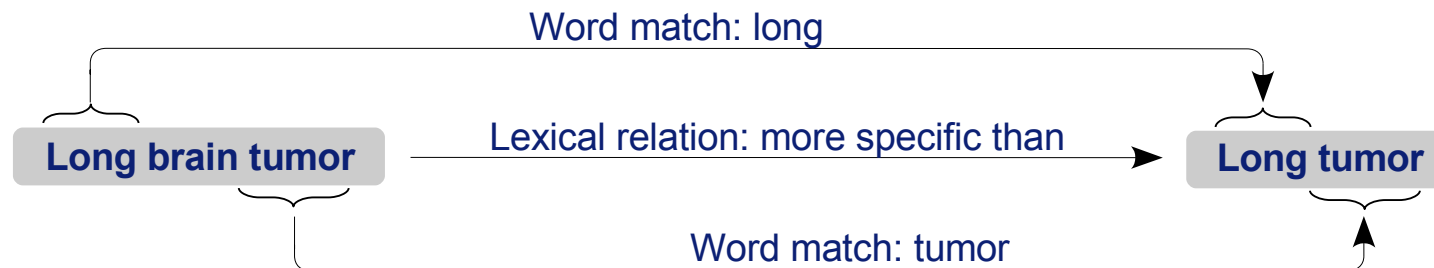 Word match: long
Lexical relation: more specific than
Long brain tumor
Long tumor
Word match: tumor